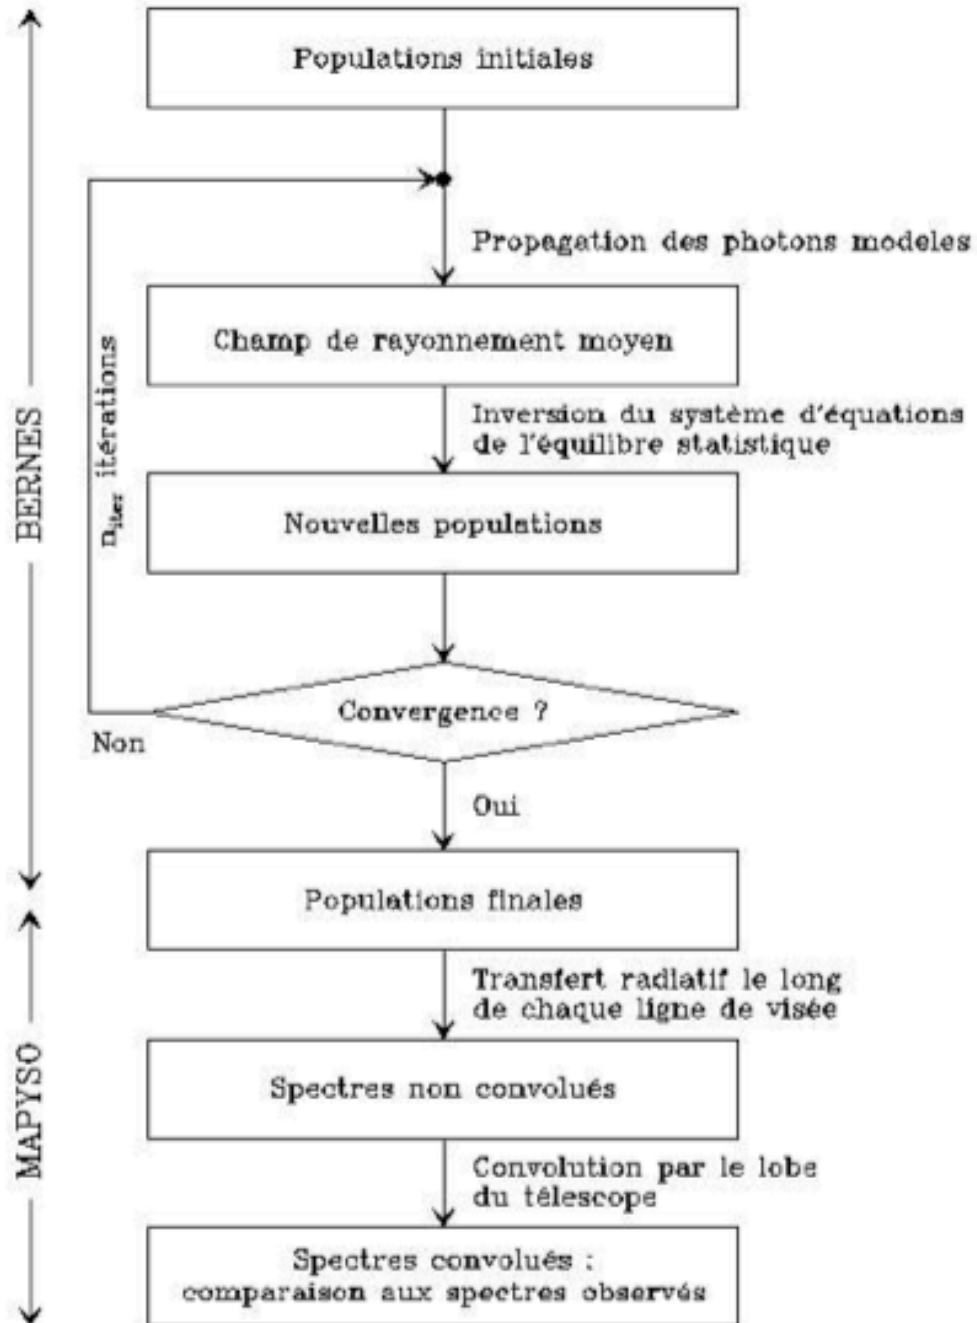 Populations initiales
Propagation des photons modeles
Champ de rayonnement moyen
Inversion du système d'équations
de l'équilibre statistique
Nouvelles populations
n_iter itérations
BERNES
Convergence ?
Non
Oui
Populations finales
Transfert radiatif le long
de chaque ligne de visée
Spectres non convolués
MAPYSO
Convolution par le lobe
du télescope
Spectres convolués :
comparaison aux spectres observés